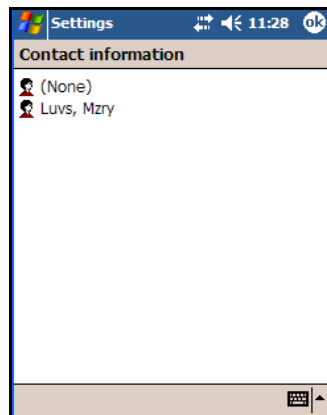 Settings 11:28 ok
Contact information
(None)
Luvs, Mzry